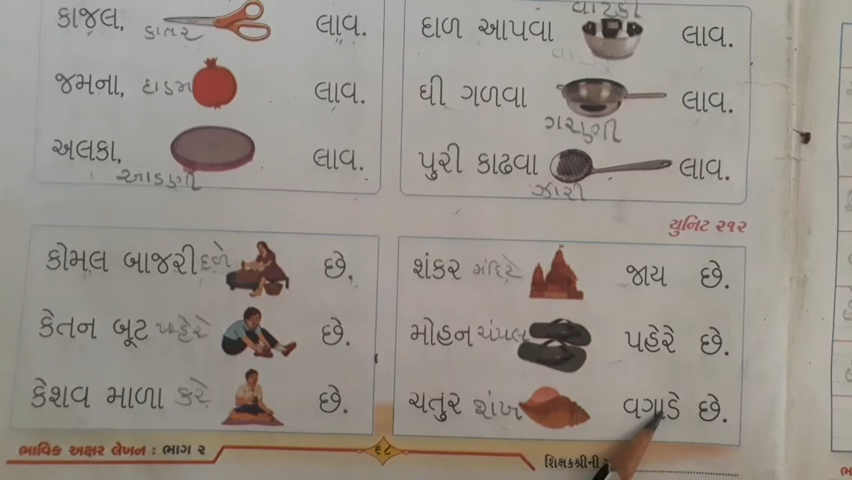 કાજલ, કાતર લાવ.
જમના, દાડમ લાવ.
અલકા, આડણી લાવ.
દાળ આપવા વાટકી લાવ.
ઘી ગળવા ગરણી લાવ.
પુરી કાઢવા ઝારી લાવ.
યુનિટ ૨૧૨
કોમલ બાજરી દળે છે.
કેતન બૂટ પહેરે છે.
કેશવ માળા કરે છે.
શંકર મંદિરે જાય છે.
મોહન ચંપલ પહેરે છે.
ચતુર શંખ વગાડે છે.
ભાવિક અક્ષર લેખન : ભાગ ૨
૬૮
શિક્ષકશ્રીની